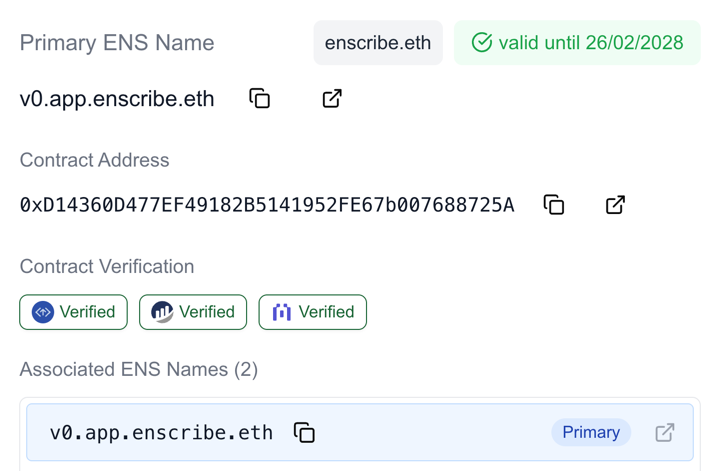 Primary ENS Name enscribe.eth valid until 26/02/2028
v0.app.enscribe.eth
Contract Address
0xD14360D477EF49182B5141952FE67b007688725A
Contract Verification
Verified Verified Verified
Associated ENS Names (2)
v0.app.enscribe.eth Primary